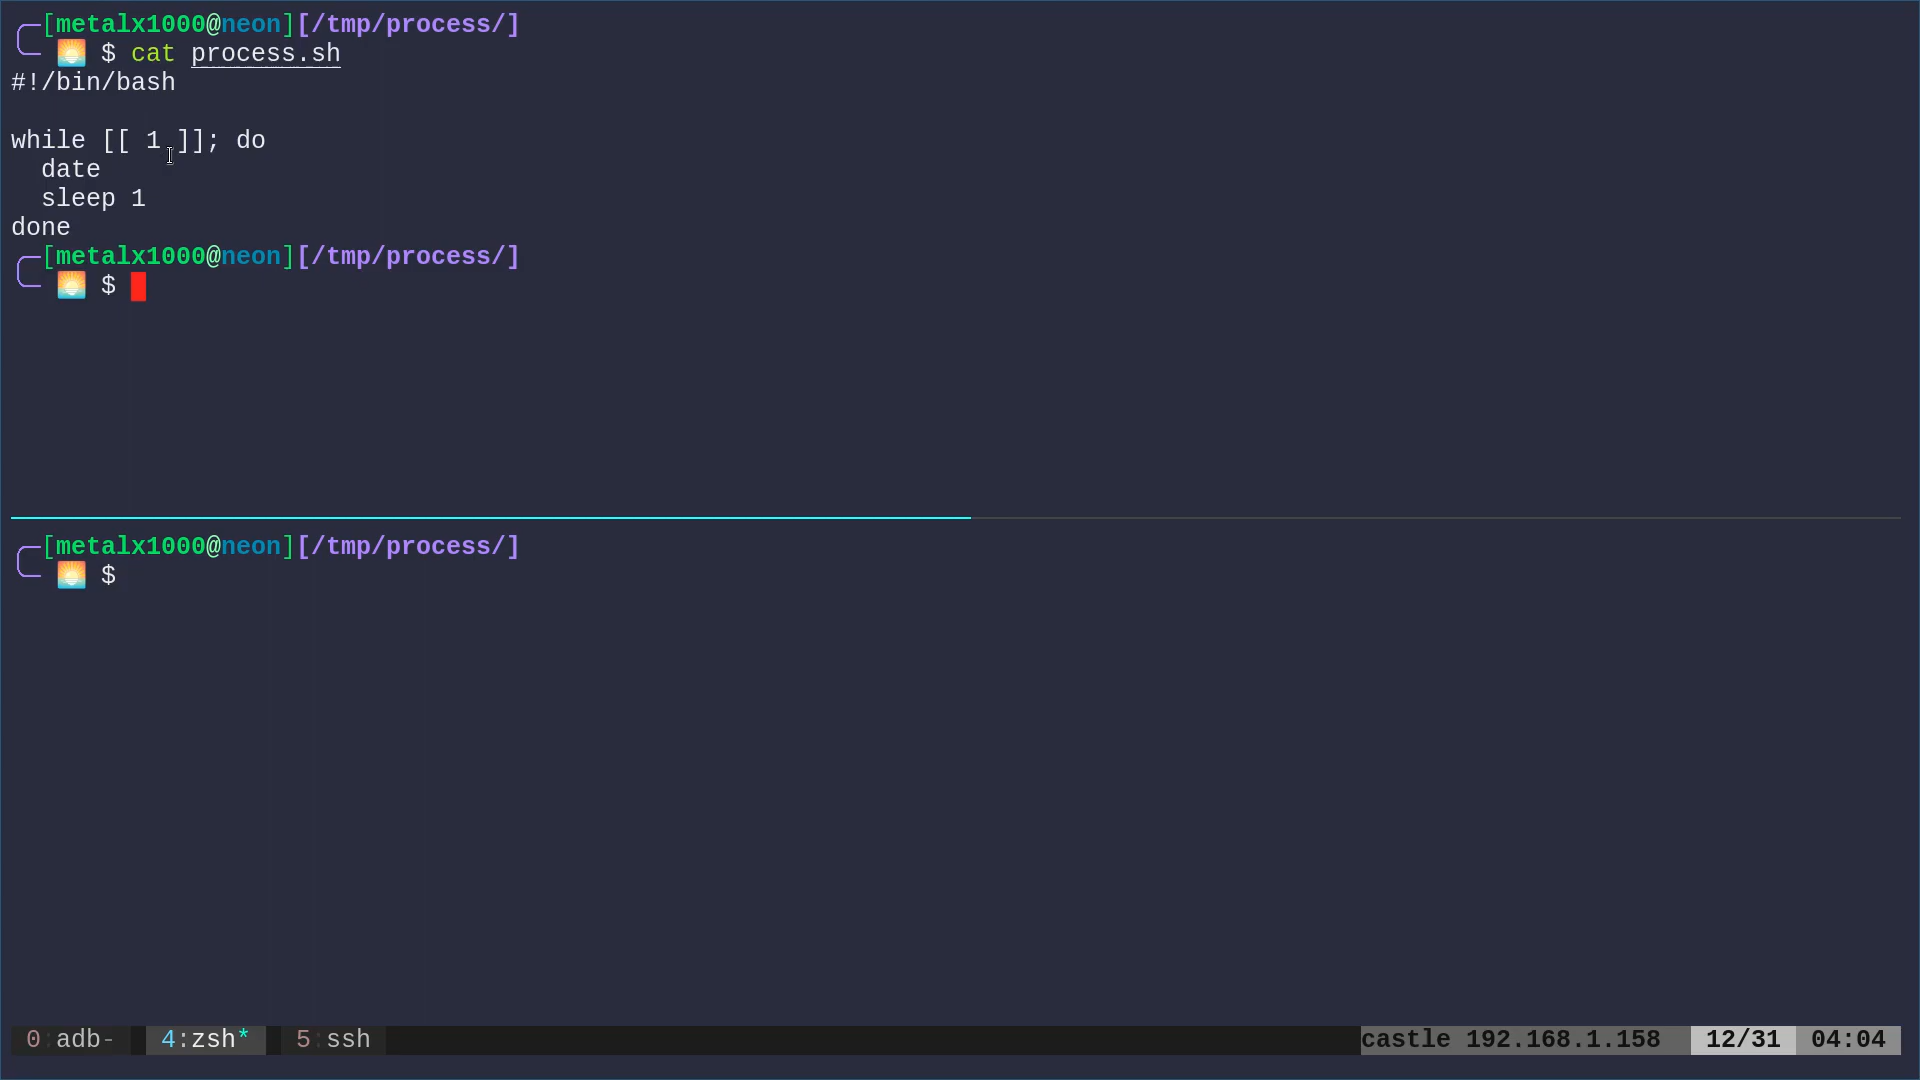 [metalx1000@neon][/tmp/process/]
$ cat process.sh
#!/bin/bash
while [[ 1 ]]; do
date
sleep 1
done
[metalx1000@neon][/tmp/process/]
$
[metalx1000@neon][/tmp/process/]
$
0:adb- 4:zsh* 5:ssh castle 192.168.1.158 12/31 04:04